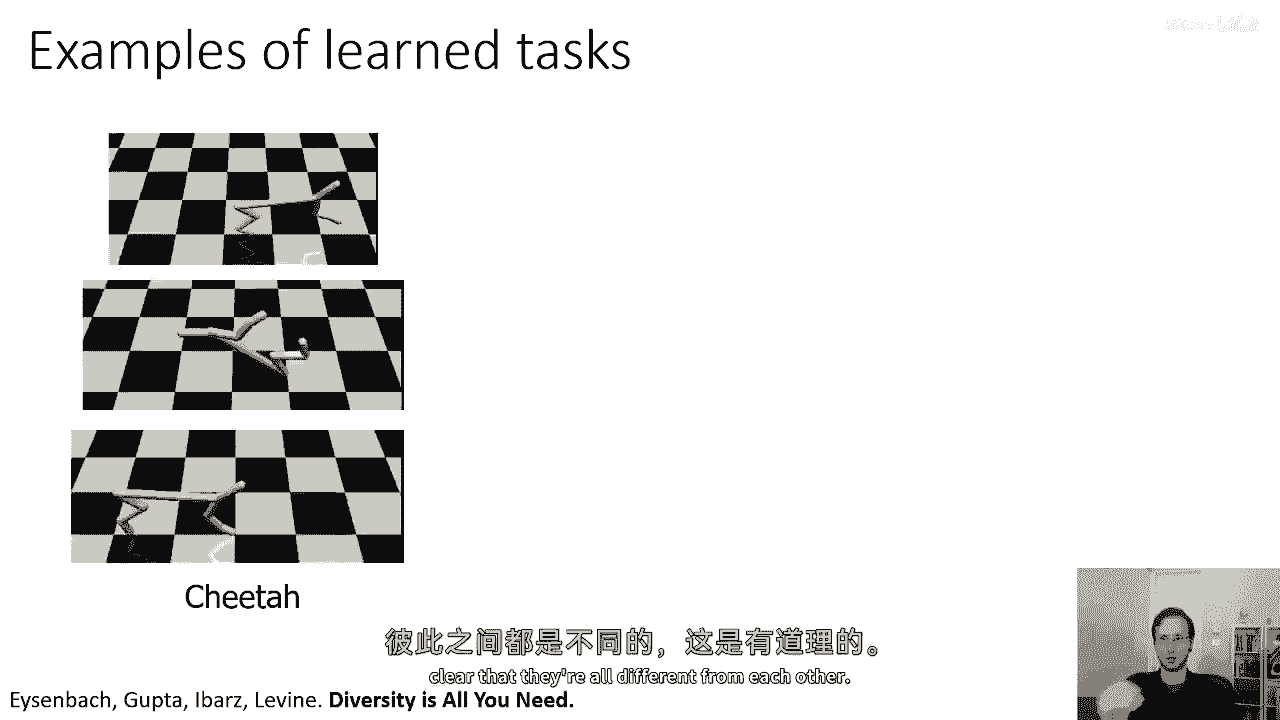 Examples of learned tasks
Cheetah
彼此之间都是不同的，这是有道理的。
clear that they're all different from each other.
Eysenbach, Gupta, Ibarz, Levine. Diversity is All You Need.